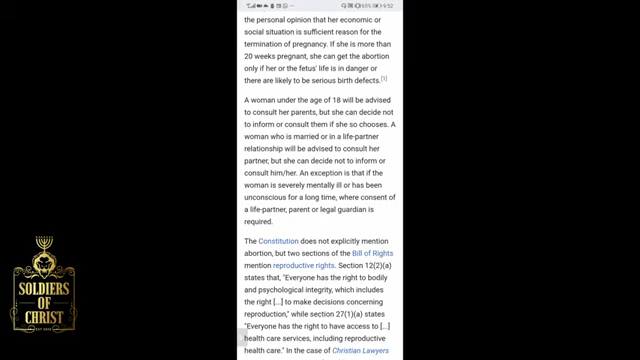 9:52
the personal opinion that her economic or
social situation is sufficient reason for the
termination of pregnancy. If she is more than
20 weeks pregnant, she can get the abortion
only if her or the fetus' life is in danger or
there are likely to be serious birth defects.[1]
A woman under the age of 18 will be advised
to consult her parents, but she can decide not
to inform or consult them if she so chooses. A
woman who is married or in a life-partner
relationship will be advised to consult her
partner, but she can decide not to inform or
consult him/her. An exception is that if the
woman is severely mentally ill or has been
unconscious for a long time, where consent of
a life-partner, parent or legal guardian is
required.
The Constitution does not explicitly mention
abortion, but two sections of the Bill of Rights
mention reproductive rights. Section 12(2)(a)
states that, "Everyone has the right to bodily
and psychological integrity, which includes
the right [...] to make decisions concerning
reproduction," while section 27(1)(a) states
"Everyone has the right to have access to [...]
health care services, including reproductive
health care." In the case of Christian Lawyers
SOLDIERS
OF
CHRIST